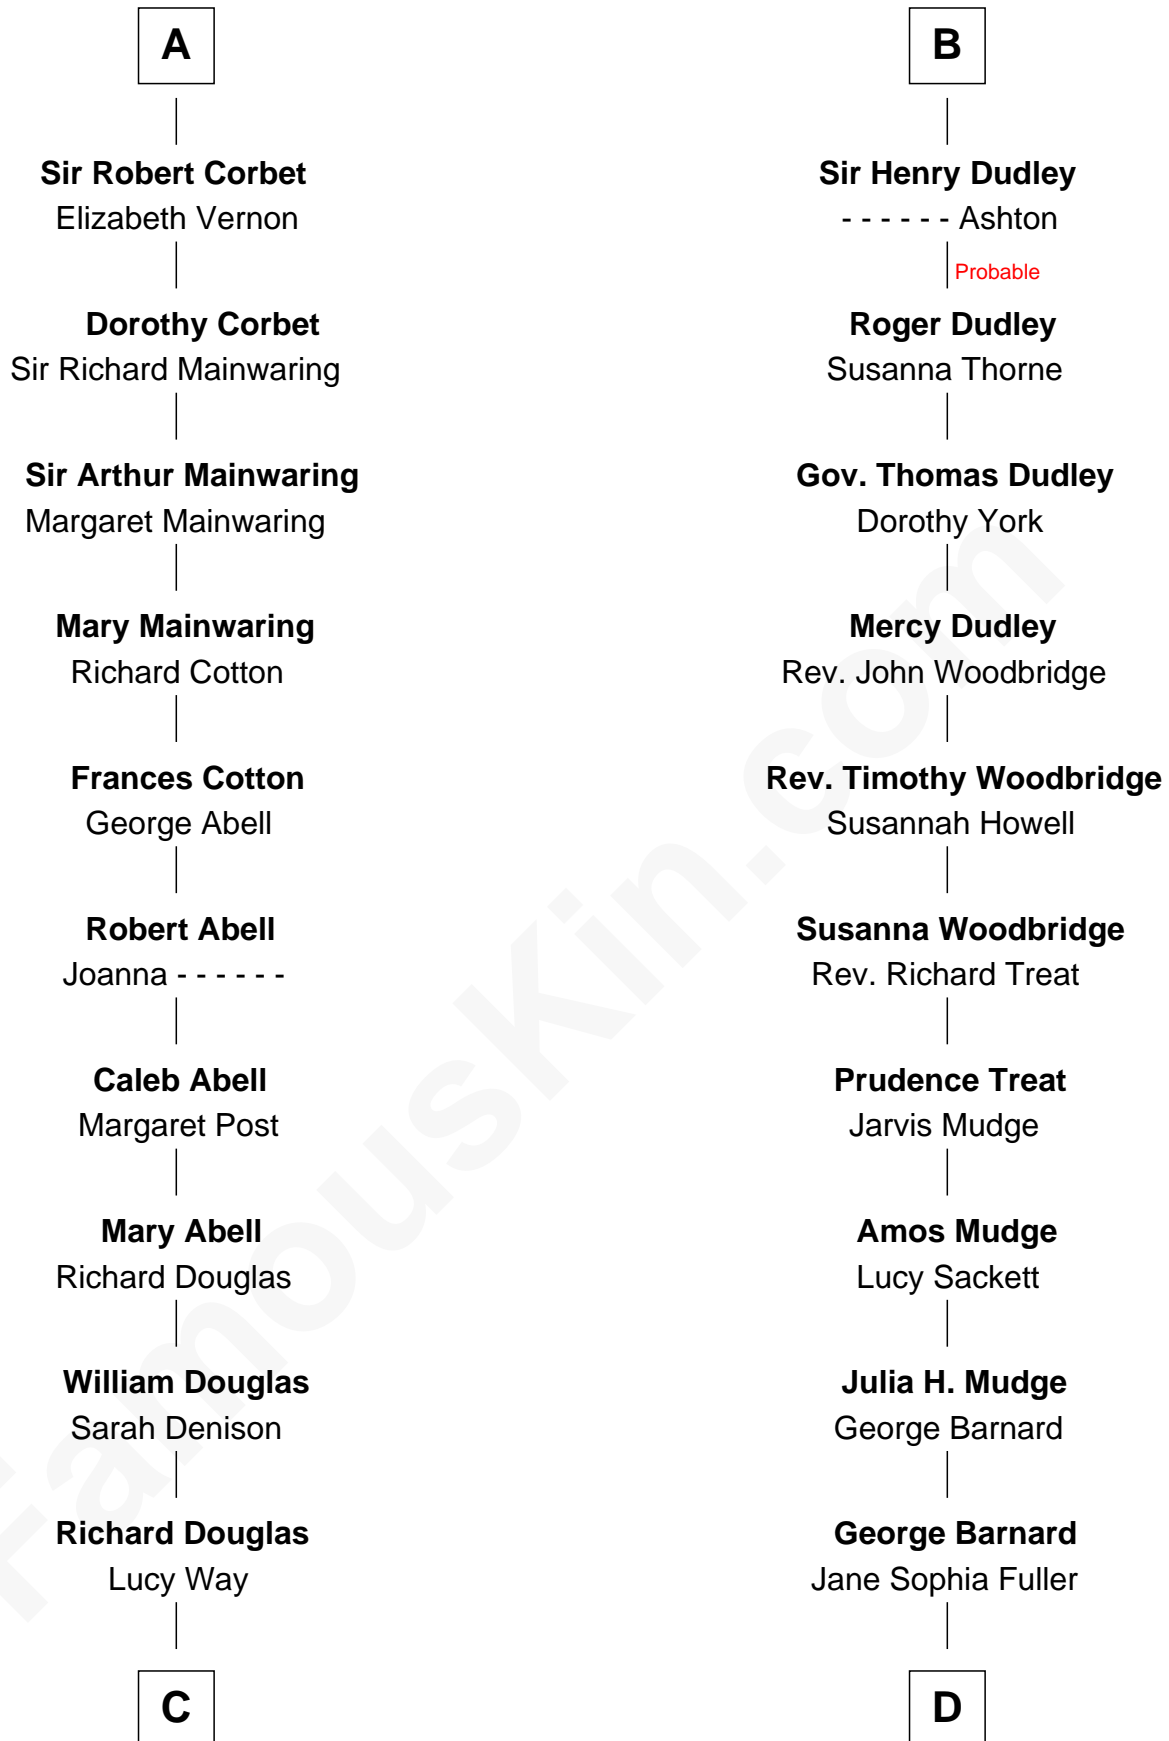 A
Sir Robert Corbet
Elizabeth Vernon
Dorothy Corbet
Sir Richard Mainwaring
Sir Arthur Mainwaring
Margaret Mainwaring
Mary Mainwaring
Richard Cotton
Frances Cotton
George Abell
Robert Abell
Joanna - - - - - -
Caleb Abell
Margaret Post
Mary Abell
Richard Douglas
William Douglas
Sarah Denison
Richard Douglas
Lucy Way
C
B
Sir Henry Dudley
- - - - - - Ashton
Probable
Roger Dudley
Susanna Thorne
Gov. Thomas Dudley
Dorothy York
Mercy Dudley
Rev. John Woodbridge
Rev. Timothy Woodbridge
Susannah Howell
Susanna Woodbridge
Rev. Richard Treat
Prudence Treat
Jarvis Mudge
Amos Mudge
Lucy Sackett
Julia H. Mudge
George Barnard
George Barnard
Jane Sophia Fuller
D
FamousKin.com